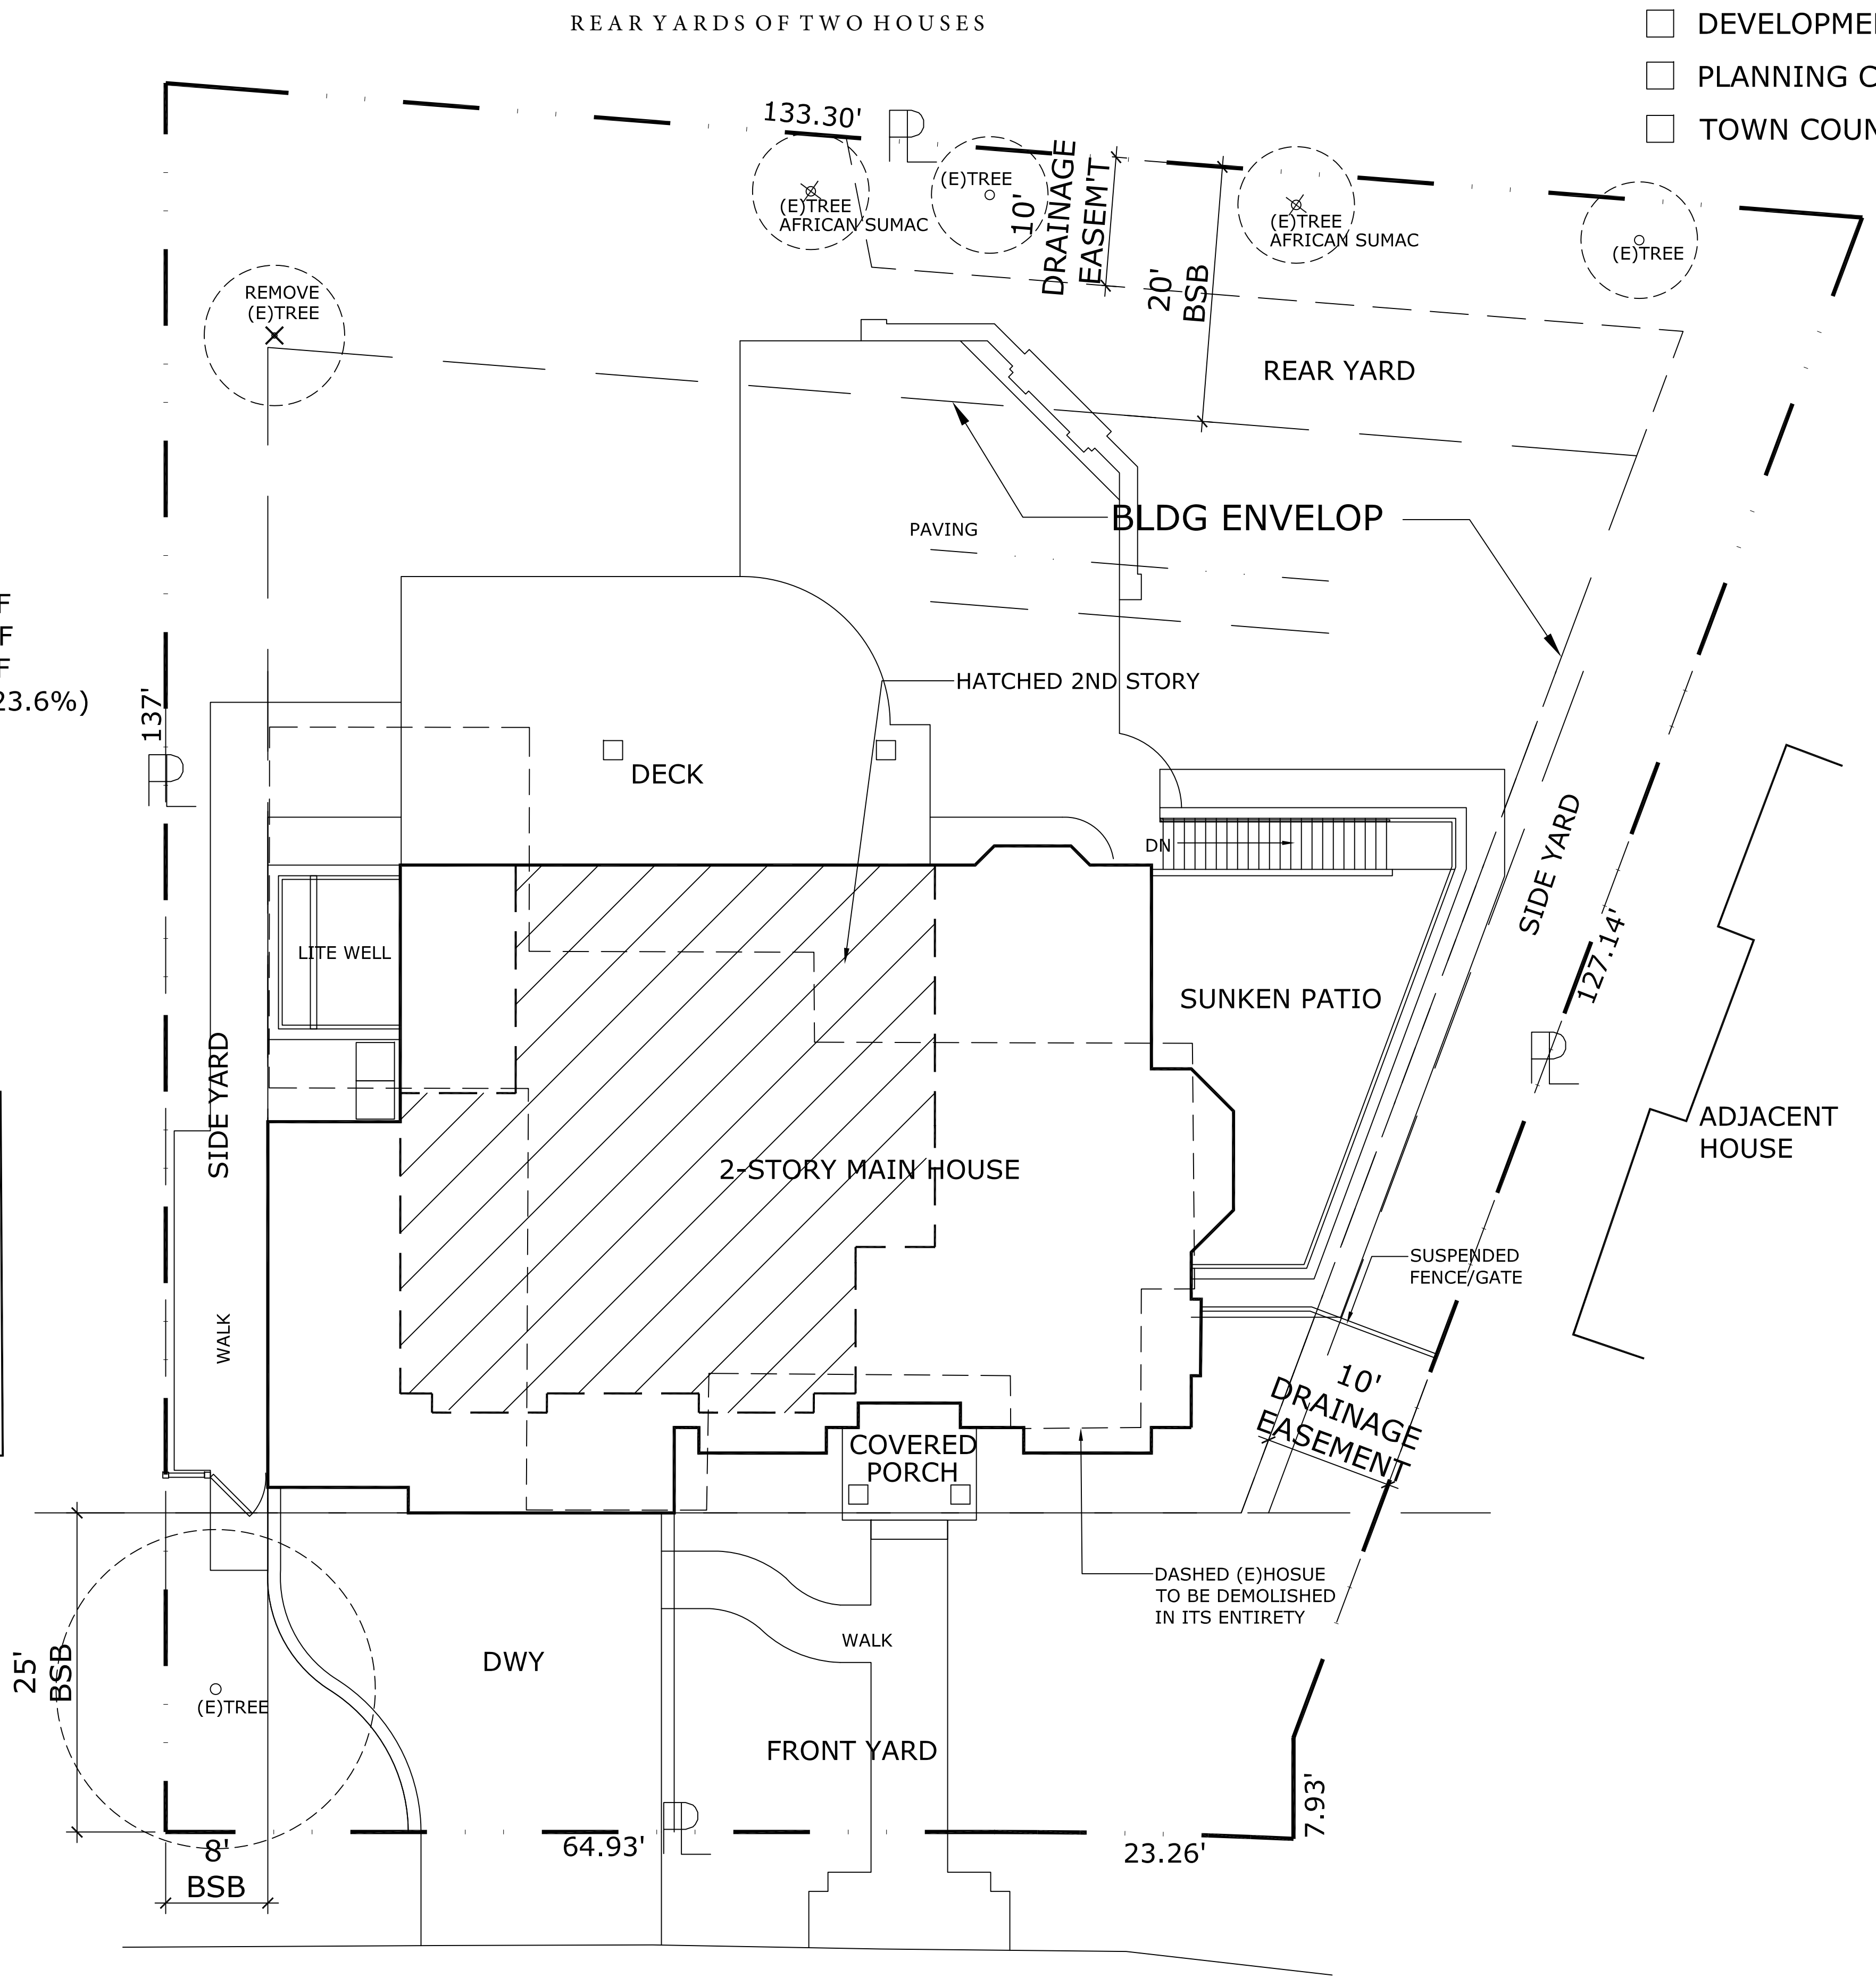 REAR YARDS OF TWO HOUSES
DEVELOPME
PLANNING C
TOWN COUN
133.30'
PL
(E)TREE
AFRICAN SUMAC
(E)TREE
10'
DRAINAGE
EASEM'T
20'
BSB
(E)TREE
AFRICAN SUMAC
(E)TREE
REMOVE
(E)TREE
REAR YARD
BLDG ENVELOP
PAVING
23.6%)
137'
PL
HATCHED 2ND STORY
DECK
DN
SIDE YARD
127.14'
LITE WELL
SUNKEN PATIO
PL
SIDE YARD
ADJACENT
HOUSE
2-STORY MAIN HOUSE
SUSPENDED
FENCE/GATE
WALK
10'
DRAINAGE
EASEMENT
COVERED
PORCH
DASHED (E)HOSUE
TO BE DEMOLISHED
IN ITS ENTIRETY
25'
BSB
(E)TREE
DWY
WALK
FRONT YARD
7.93'
PL
8'
BSB
64.93'
23.26'